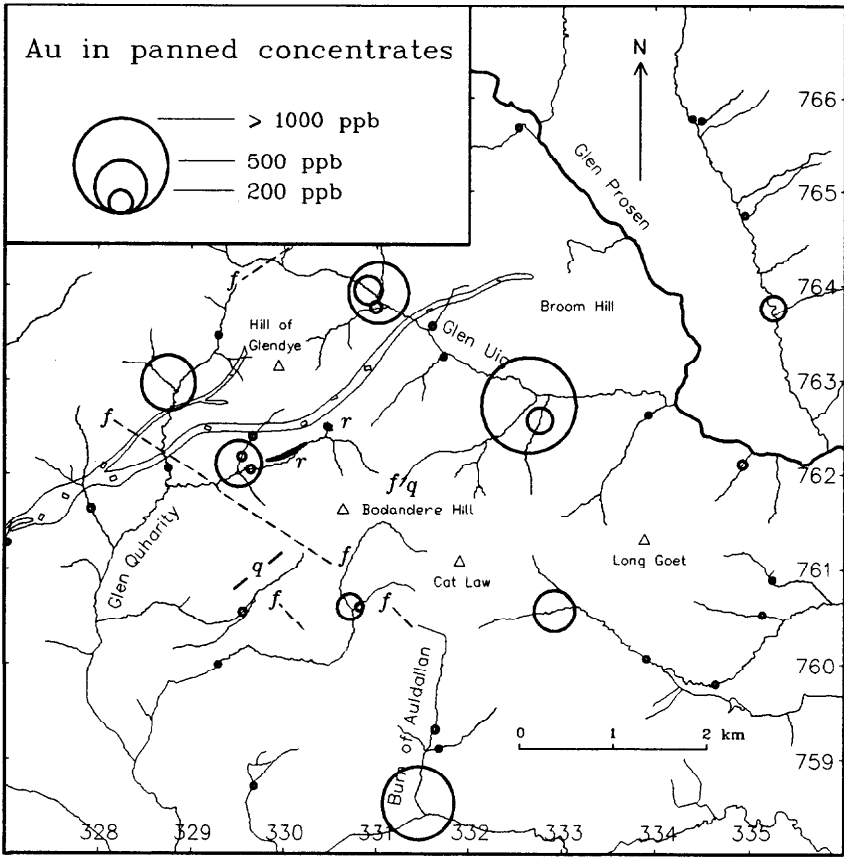 Au in panned concentrates
> 1000 ppb
500 ppb
200 ppb
N
766
Glen Prosen
765
f
764
Broom Hill
Hill of
Glendye
Glen Uig
763
f
r
r
762
f q
Bodandere Hill
Glen Quharity
f
Long Goet
q
761
Cat Law
f
f
760
Burn of Auldallan
0 1 2 km
759
328 329 330 331 332 333 334 335